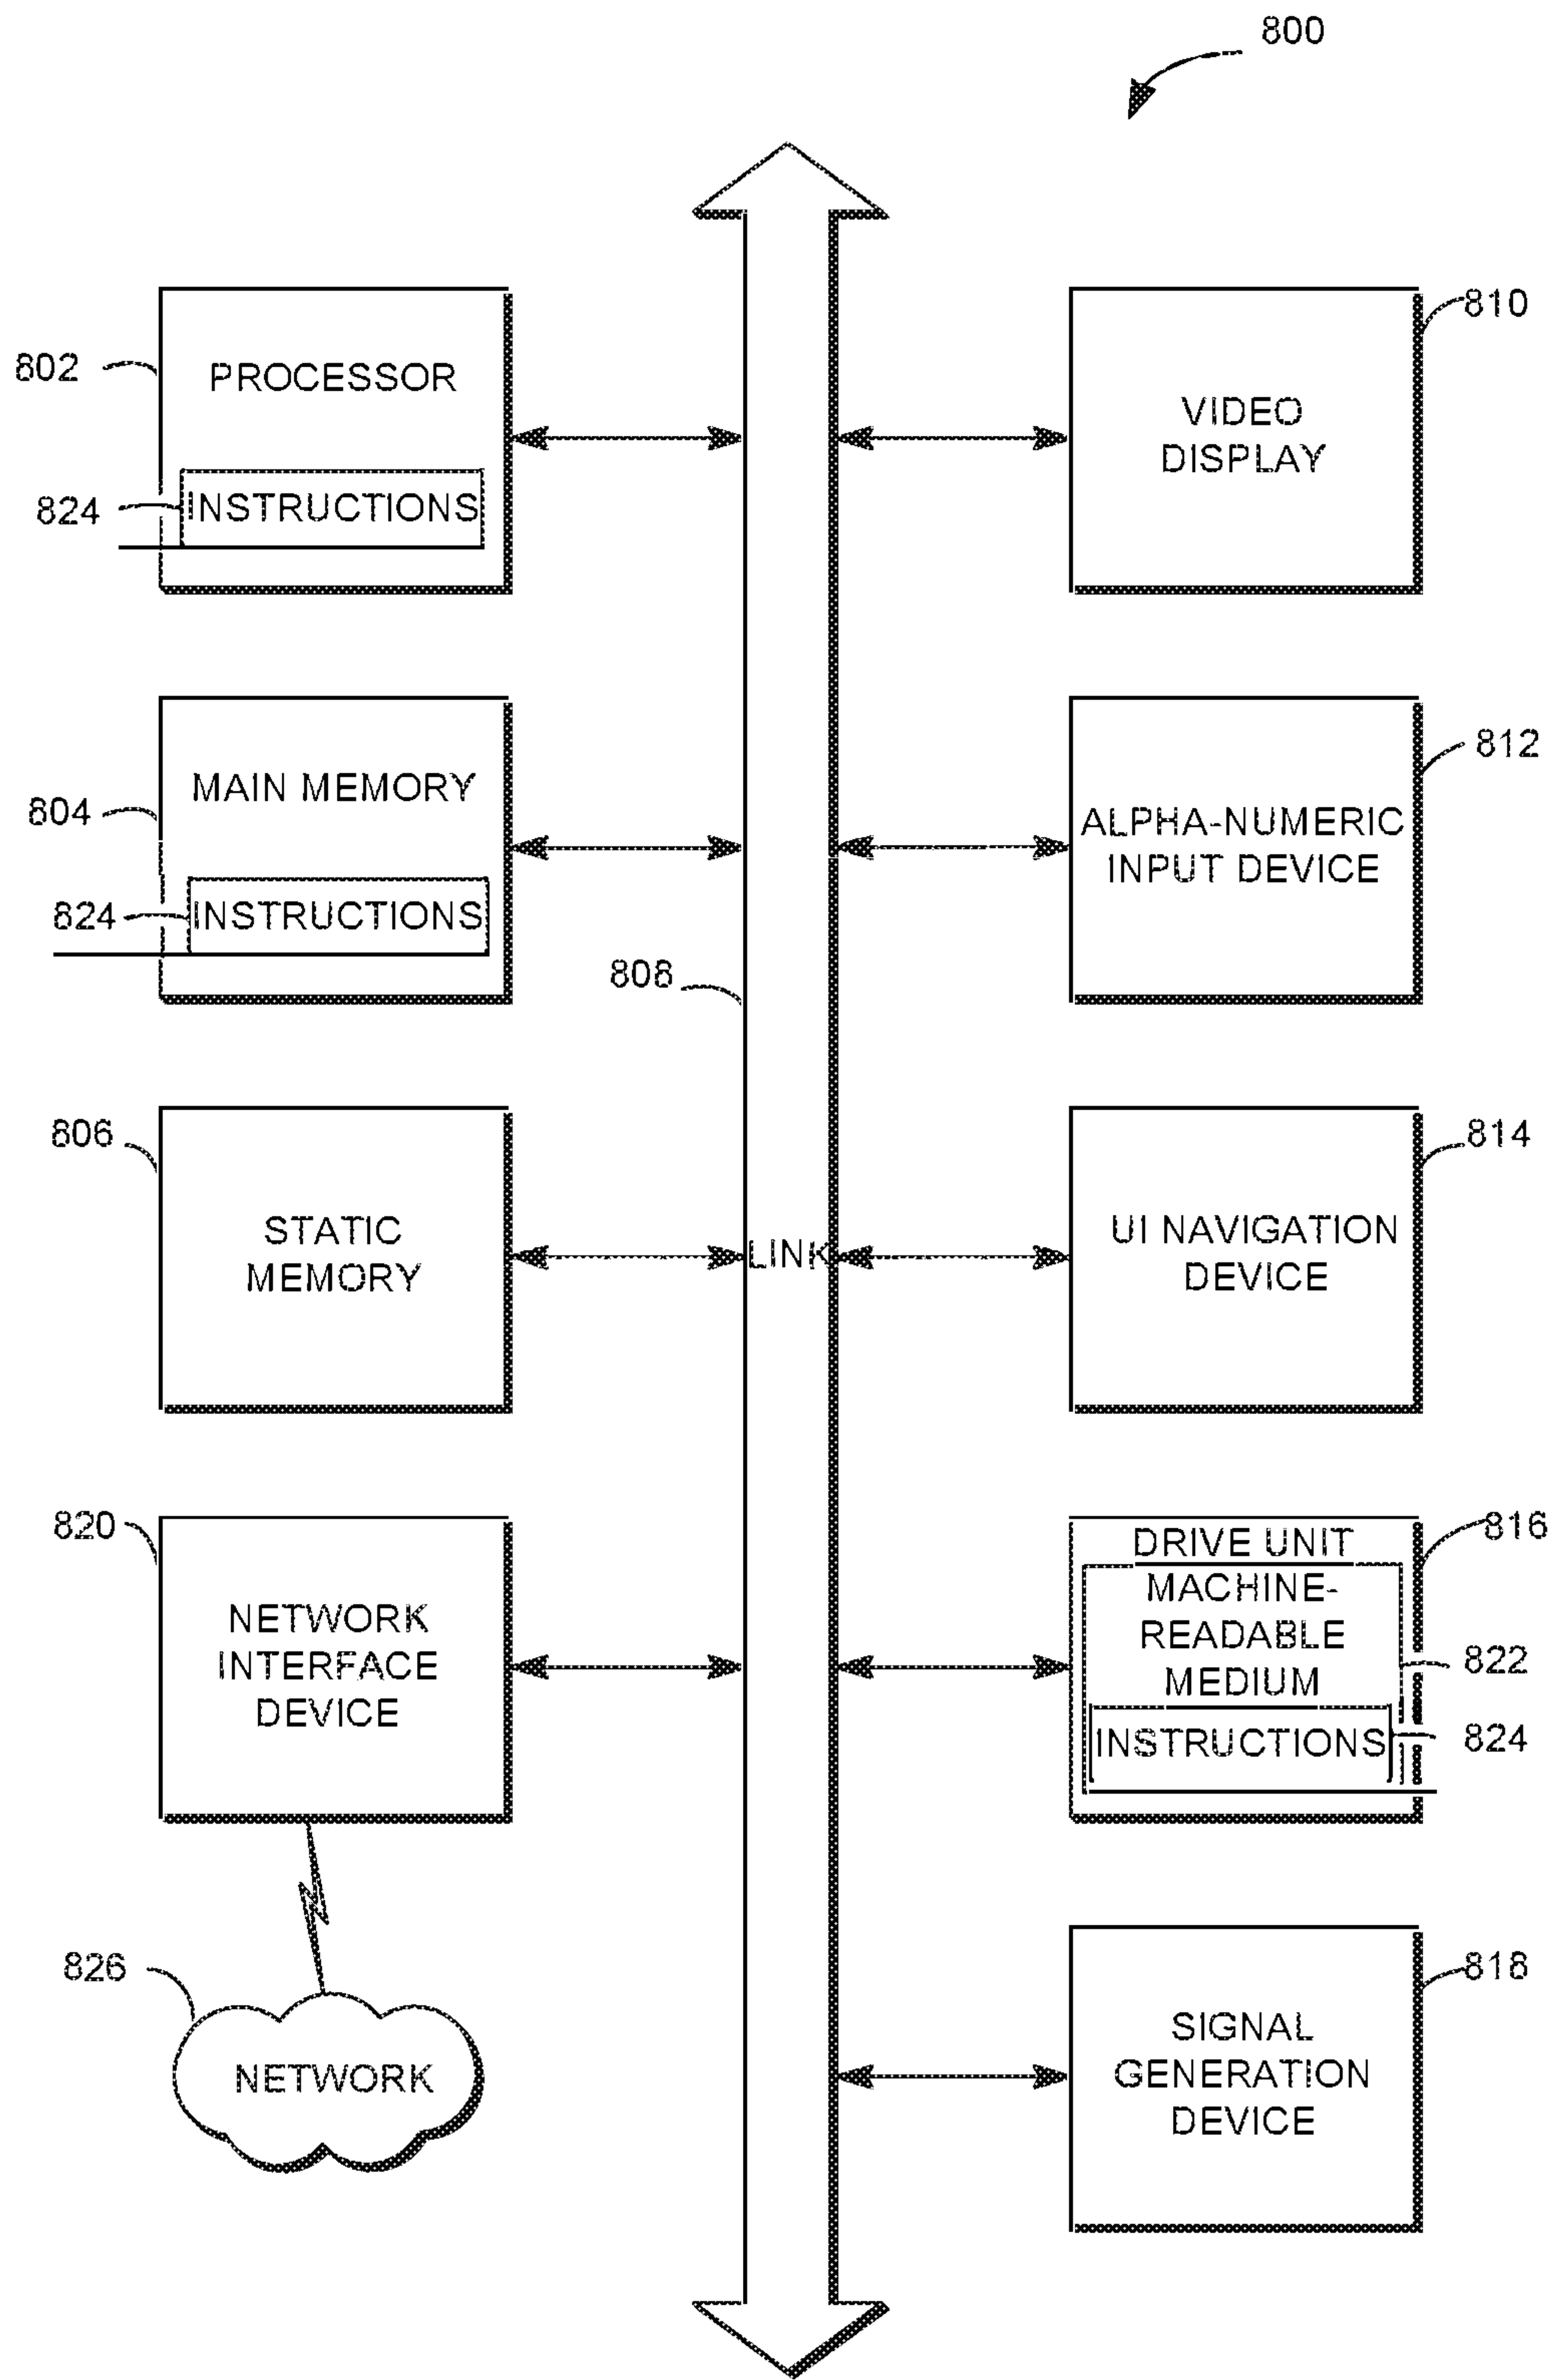 800
802
PROCESSOR
824
INSTRUCTIONS
804
MAIN MEMORY
824
INSTRUCTIONS
806
STATIC
MEMORY
820
NETWORK
INTERFACE
DEVICE
826
NETWORK
808
LINK
810
VIDEO
DISPLAY
812
ALPHA-NUMERIC
INPUT DEVICE
814
UI NAVIGATION
DEVICE
816
DRIVE UNIT
MACHINE-
READABLE
MEDIUM
822
INSTRUCTIONS
824
818
SIGNAL
GENERATION
DEVICE